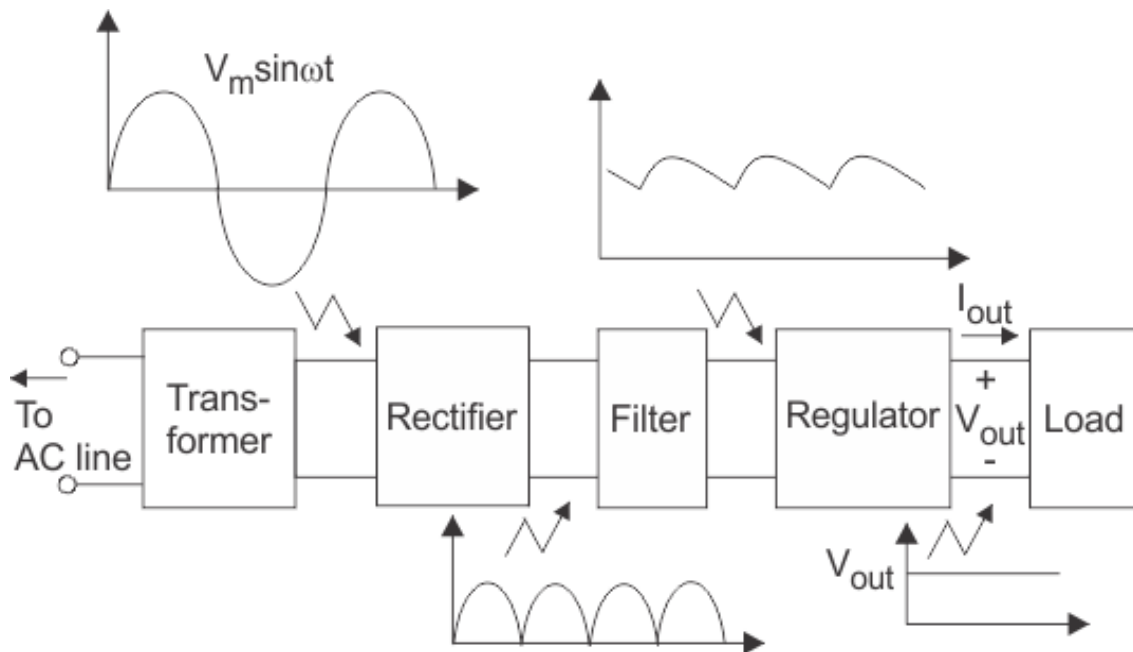 Vmsinωt
Iout
To
AC line
Trans-
former
Rectifier
Filter
Regulator
+
Vout
-
Load
Vout